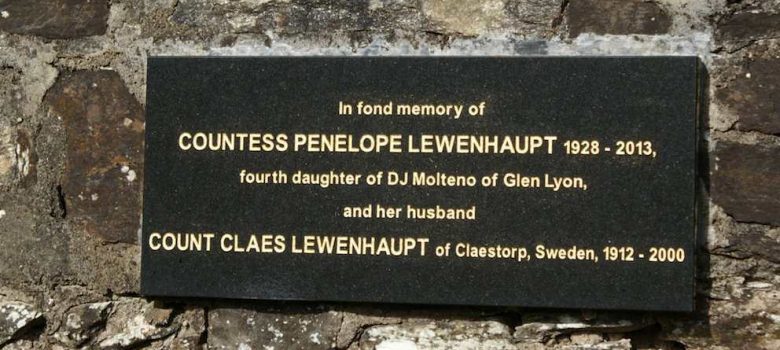 In fond memory of
COUNTESS PENELOPE LEWENHAUPT 1928 - 2013,
fourth daughter of DJ Molteno of Glen Lyon,
and her husband
COUNT CLAES LEWENHAUPT of Claestorp, Sweden, 1912 - 2000